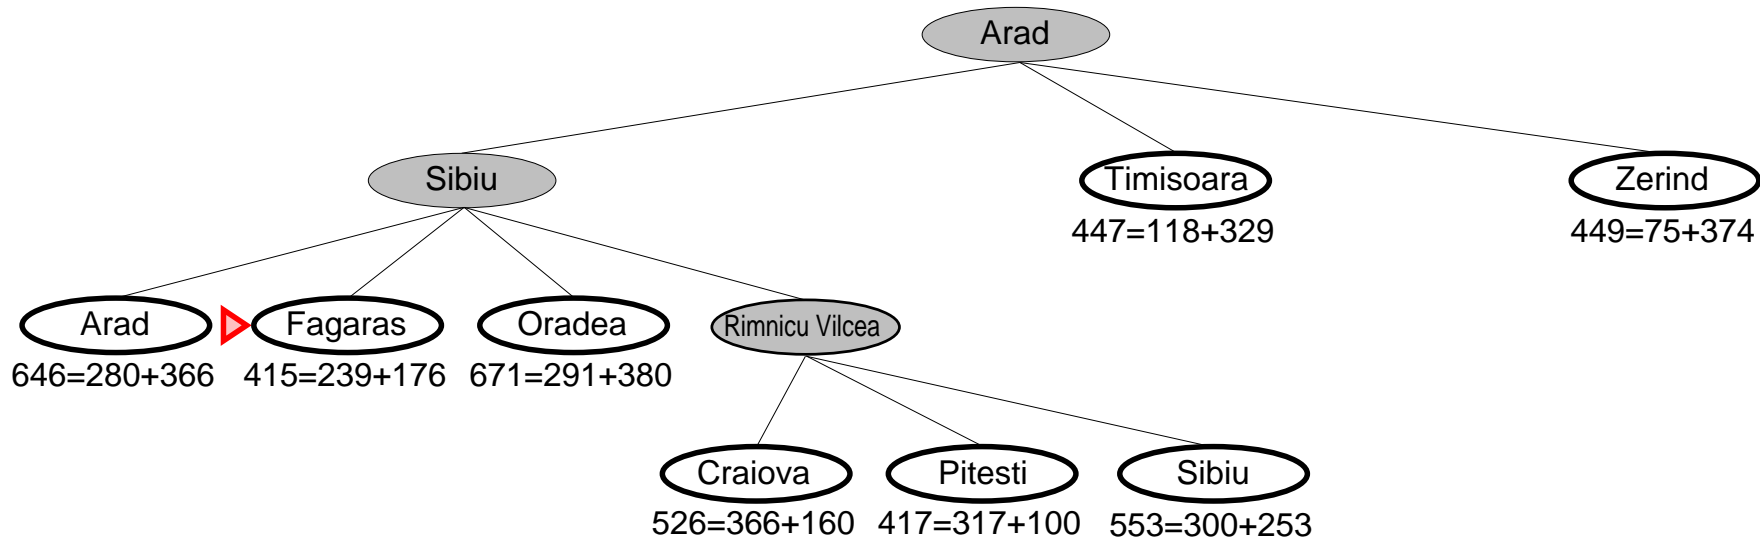 Arad
Sibiu
Timisoara
Zerind
447=118+329
449=75+374
Arad
Fagaras
Oradea
Rimnicu Vilcea
646=280+366
415=239+176
671=291+380
Craiova
Pitesti
Sibiu
526=366+160
417=317+100
553=300+253